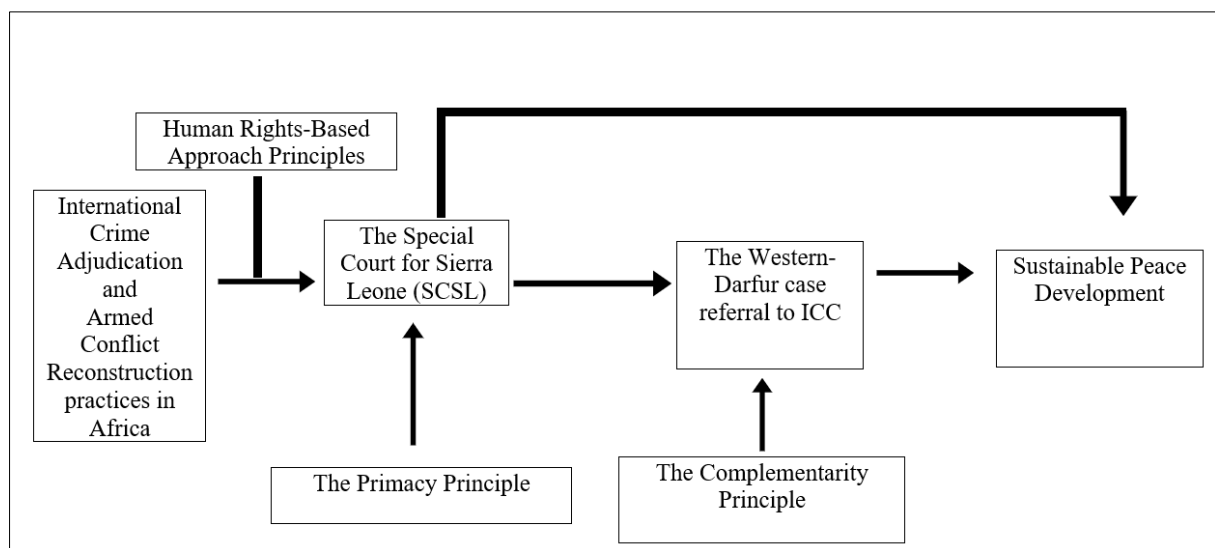 Human Rights-Based
Approach Principles
International
Crime
Adjudication
and
Armed
Conflict
Reconstruction
practices in
Africa
The Special
Court for Sierra
Leone (SCSL)
The Western-
Darfur case
referral to ICC
Sustainable Peace
Development
The Primacy Principle
The Complementarity
Principle